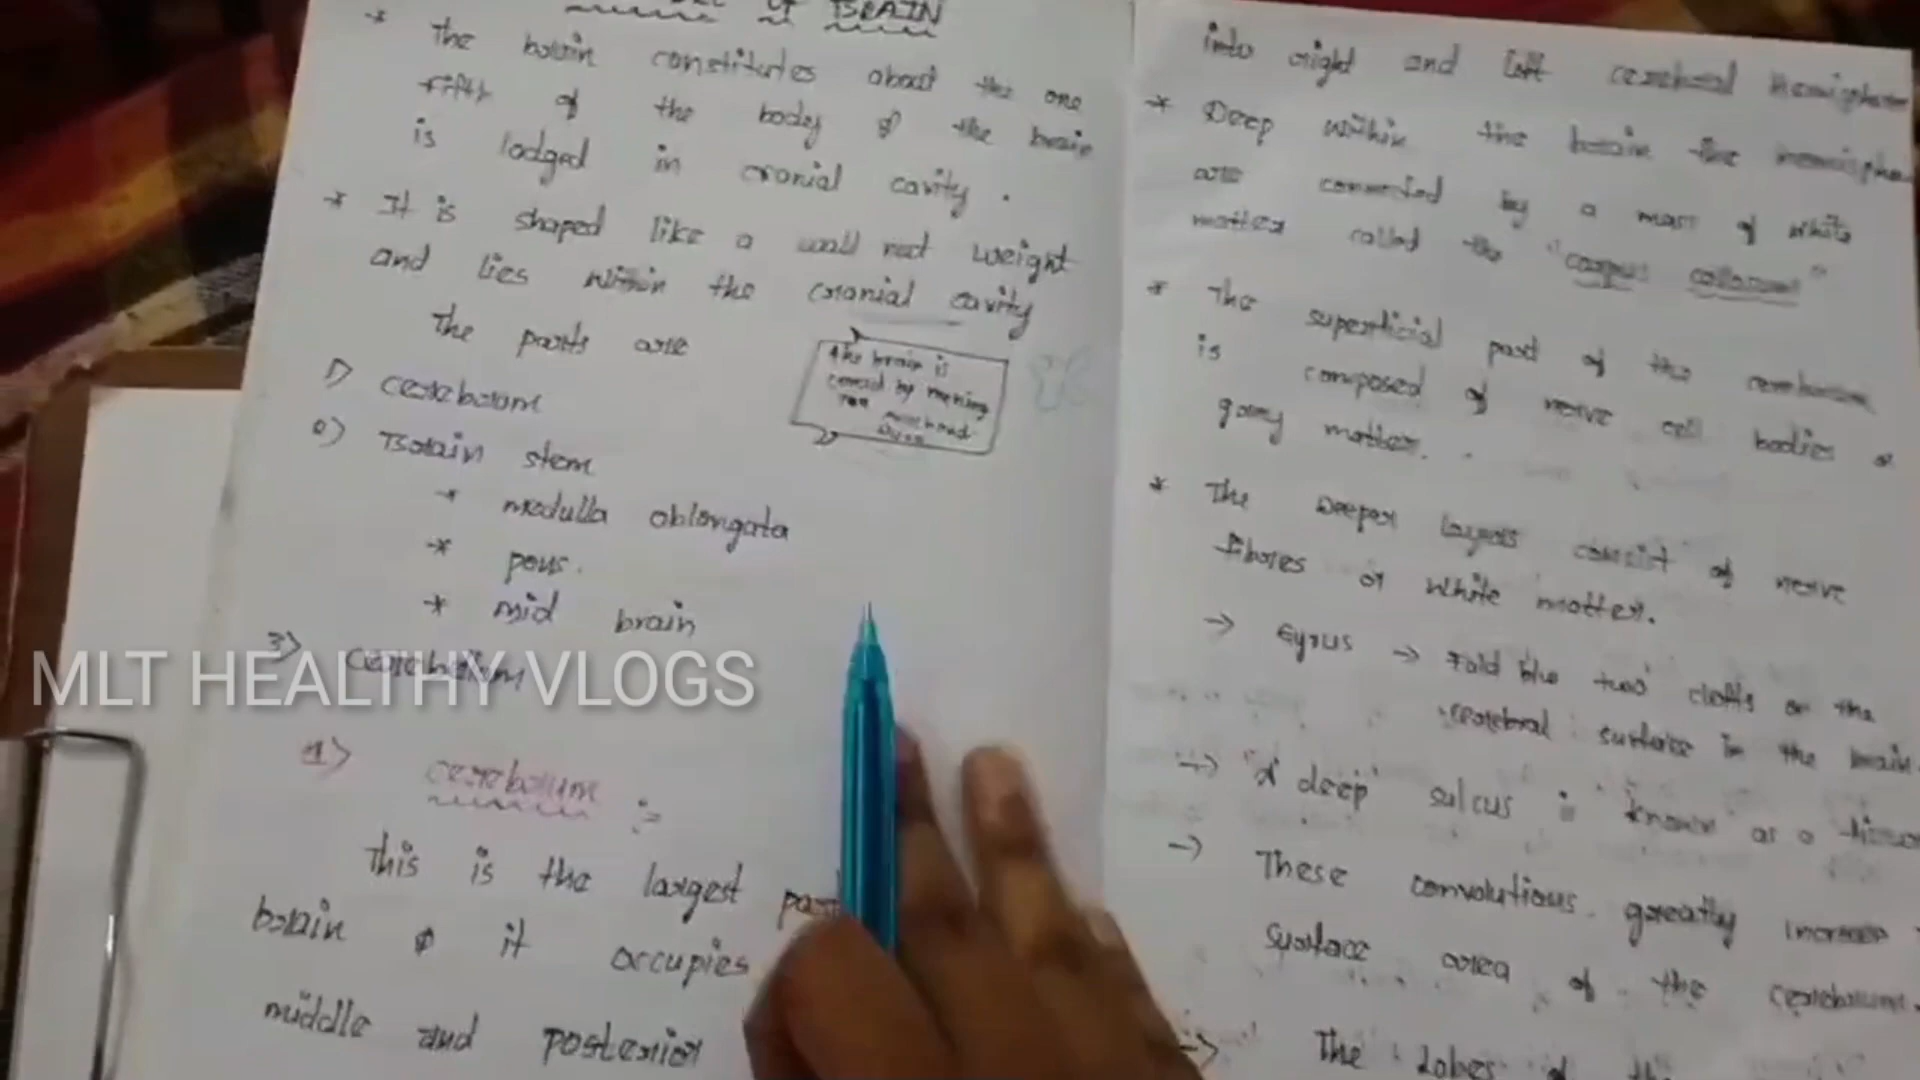 OF BRAIN
* The brain constitutes about the one
fifth of the body & the brain
is lodged in cranial cavity.
* It is shaped like a wall nut weight
and lies within the cranial cavity
The parts are
1) cerebrum
2) Brain stem
* medulla oblongata
* pons.
* mid brain
3) cerebellum
1) cerebrum :-
This is the largest part
brain & it occupies
middle and posterior
the brain is
by
MLT HEALTHY VLOGS
into right and left cerebral hemisphere
* Deep within the brain the hemisphe
are connected by a mass of white
matter called the "corpus callosum"
* The superficial part of the cerebrum
is composed of nerve cell bodies or
gray matter.
* The Deeper layers consist of nerve
fibres or white matter.
→ Gyrus → Fold b/w two clefts on the
cerebral surface in the brain.
→ "A deep" sulcus is "known" as a fissure
→ These convolutions greatly increase
surface area of the cerebrum.
→ The Lobes of the